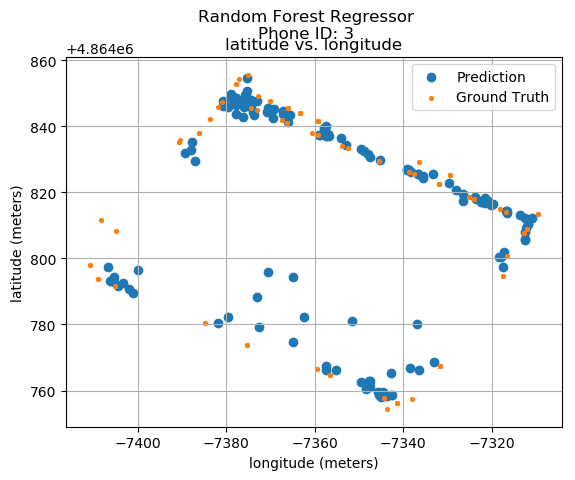 Random Forest Regressor
Phone ID: 3
latitude vs. longitude
+4.864e6
860
840
820
800
780
760
latitude (meters)
Prediction
Ground Truth
−7400
−7380
−7360
−7340
−7320
longitude (meters)